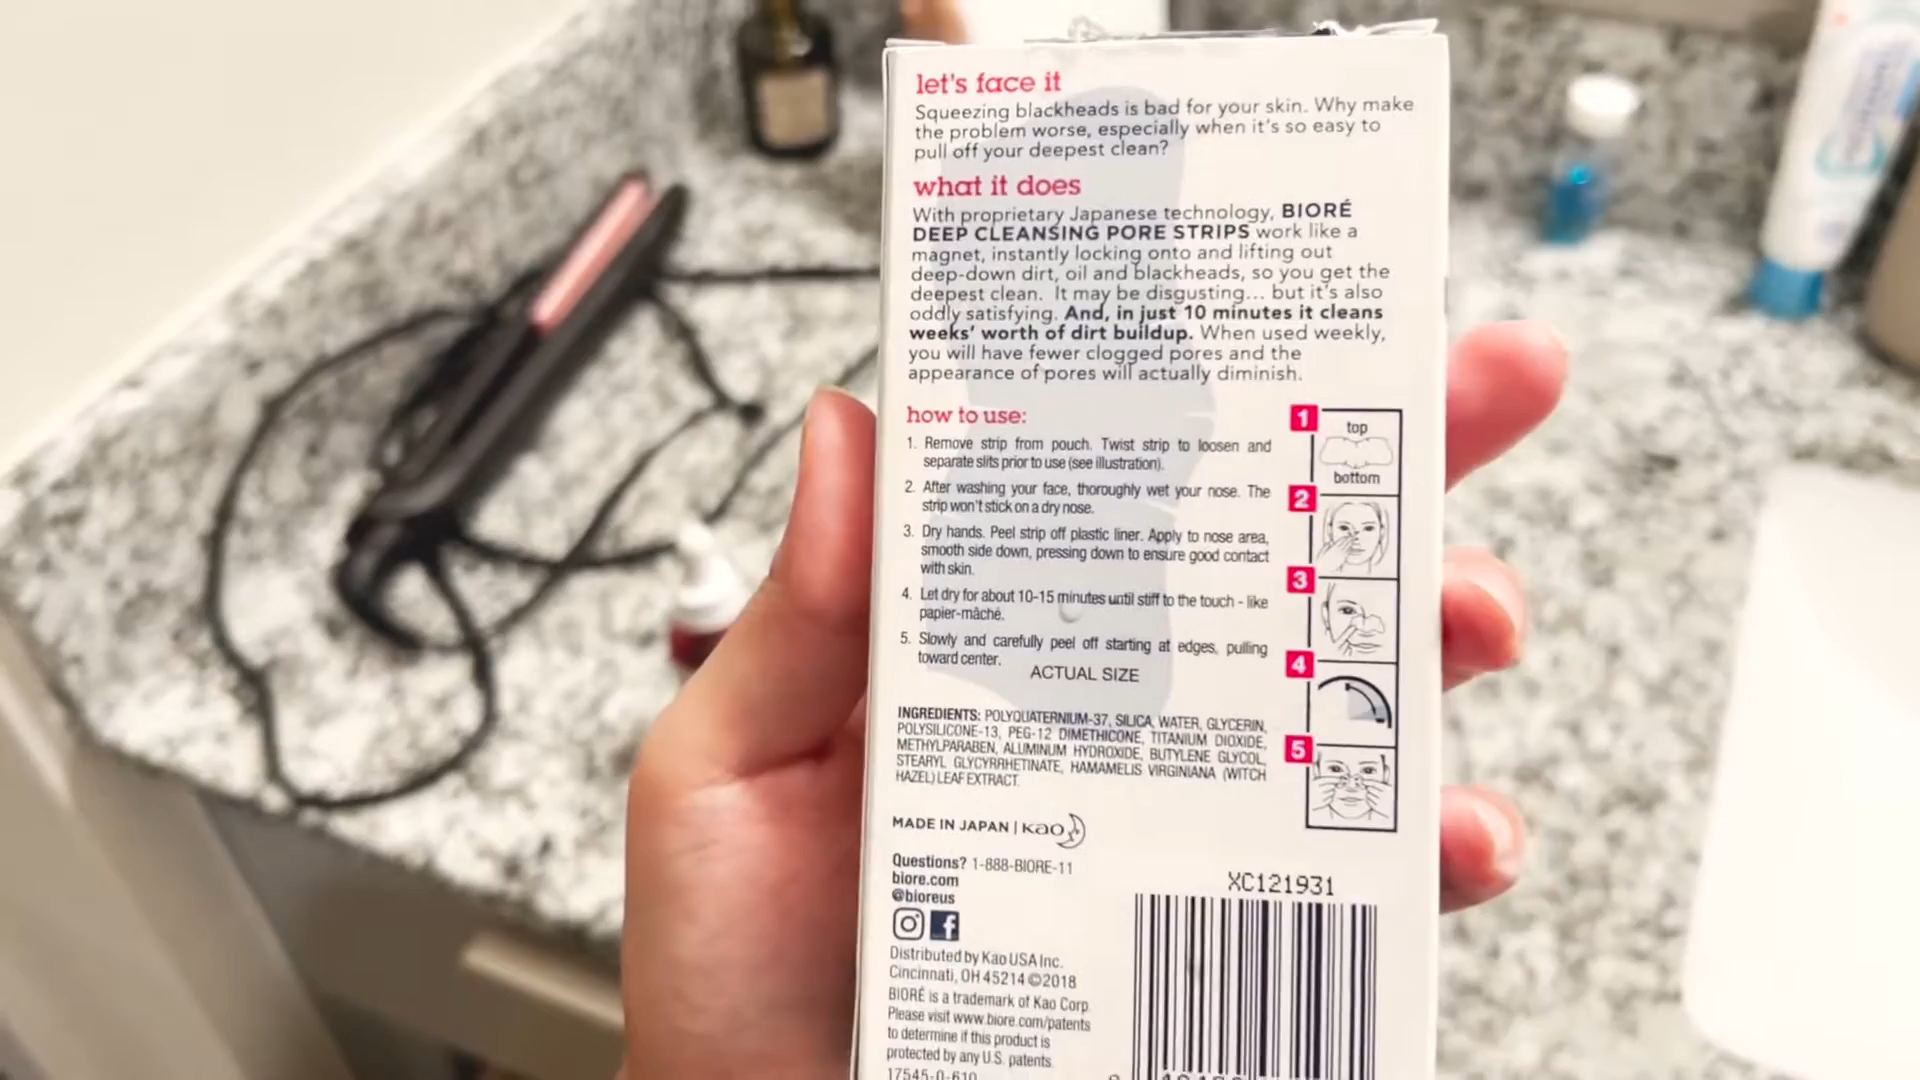 let's face it
Squeezing blackheads is bad for your skin. Why make
the problem worse, especially when it's so easy to
pull off your deepest clean?
what it does
With proprietary Japanese technology, BIORÉ
DEEP CLEANSING PORE STRIPS work like a
magnet, instantly locking onto and lifting out
deep-down dirt, oil and blackheads, so you get the
deepest clean. It may be disgusting... but it's also
oddly satisfying. And, in just 10 minutes it cleans
weeks' worth of dirt buildup. When used weekly,
you will have fewer clogged pores and the
appearance of pores will actually diminish.
how to use:
1. Remove strip from pouch. Twist strip to loosen and
separate slits prior to use (see illustration).
2. After washing your face, thoroughly wet your nose. The
strip won't stick on a dry nose.
3. Dry hands. Peel strip off plastic liner. Apply to nose area,
smooth side down, pressing down to ensure good contact
with skin.
4. Let dry for about 10-15 minutes until stiff to the touch - like
papier-mâché.
5. Slowly and carefully peel off starting at edges, pulling
toward center.
ACTUAL SIZE
1
top
bottom
2
3
4
5
INGREDIENTS: POLYQUATERNIUM-37, SILICA, WATER, GLYCERIN,
POLYSILICONE-13, PEG-12 DIMETHICONE, TITANIUM DIOXIDE,
METHYLPARABEN, ALUMINUM HYDROXIDE, BUTYLENE GLYCOL,
STEARYL GLYCYRRHETINATE, HAMAMELIS VIRGINIANA (WITCH
HAZEL) LEAF EXTRACT.
MADE IN JAPAN | Kao
Questions? 1-888-BIORE-11
biore.com
@bioreus
Distributed by Kao USA Inc.
Cincinnati, OH 45214 ©2018
BIORÉ is a trademark of Kao Corp.
Please visit www.biore.com/patents
to determine if this product is
protected by any U.S. patents.
17545-0-610
XC121931